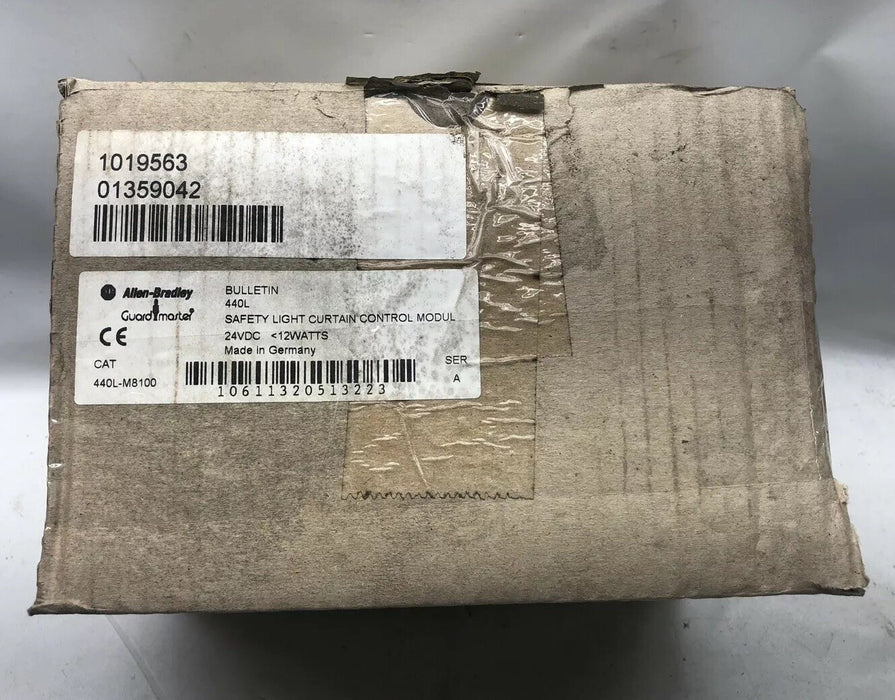 1019563
01359042
Allen-Bradley
Guardmaster
CE
BULLETIN
440L
SAFETY LIGHT CURTAIN CONTROL MODUL
24VDC <12WATTS
Made in Germany
CAT
440L-M8100
10611320513223
SER
A